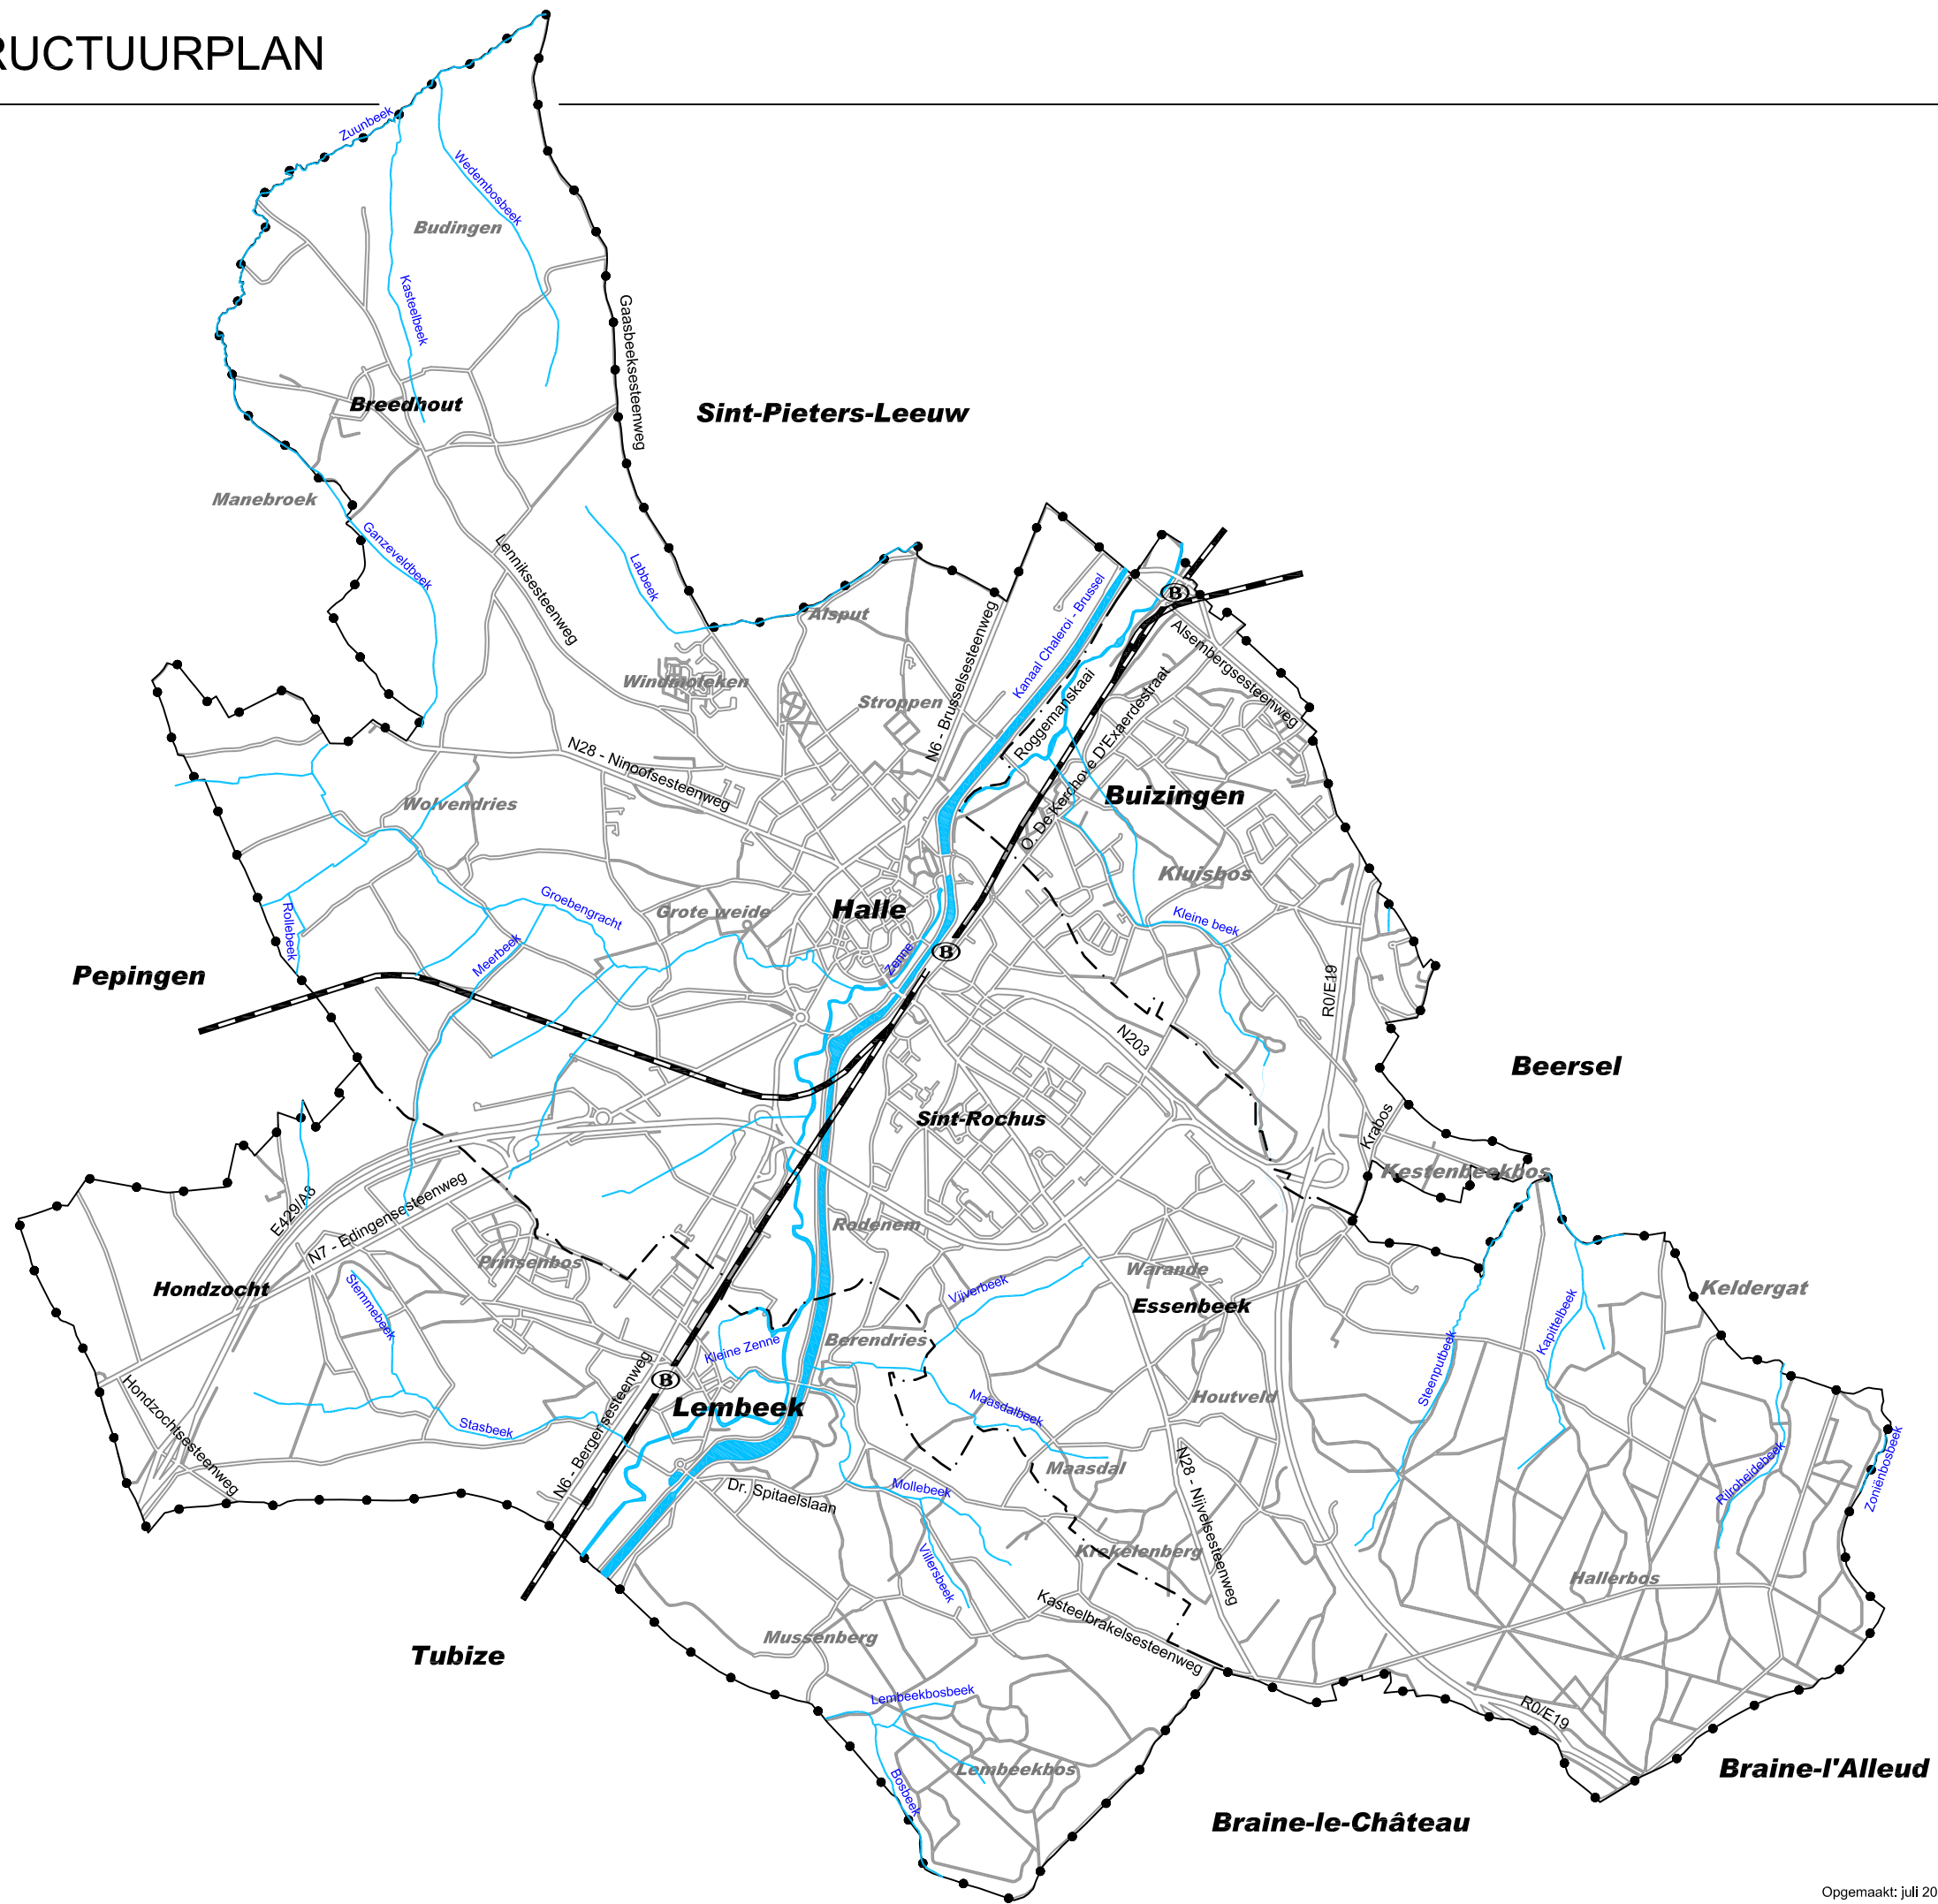 RUCTUURPLAN
Zuunbeek
Wedembosbeek
Budingen
Kasteelbeek
Gaasbeeksesteenweg
Breedhout
Sint-Pieters-Leeuw
Manebroek
Ganzeveldbeek
Lenniksesteenweg
Labbeek
Alsput
B
Kanaal Chaleroi - Brussel
Alsembergsesteenweg
N6 - Brusselsesteenweg
Windmoleken
Stroppen
Roggemanskaai
O. De Kerchove D'Exaerdestraat
N28 - Ninoofsesteenweg
Wolvendries
Buizingen
Kluisbos
Groebengracht
Grote weide
Halle
Kleine beek
Rollebeek
Meerbeek
Zenne
B
Pepingen
R0/E19
N203
Beersel
Sint-Rochus
Krabos
Kestenbeekbos
E429/A8
N7 - Edingensesteenweg
Rodenem
Prinsenbos
Warande
Hondzocht
Stemmebeek
Vijverbeek
Essenbeek
Keldergat
Kapittelbeek
Steenputbeek
Berendries
Kleine Zenne
B
Hondzochtsesteenweg
Lembeek
Maasdalbeek
Houtveld
Stasbeek
N6 - Bergensesteenweg
Maasdal
N28 - Nijvelsesteenweg
Rilroheidebeek
Zoniënbosbeek
Dr. Spitaelslaan
Mollebeek
Villersbeek
Krekelenberg
Hallerbos
Kasteelbrakelsesteenweg
Mussenberg
Tubize
Lembeekbosbeek
R0/E19
Lembeekbos
Bosbeek
Braine-l'Alleud
Braine-le-Château
Opgemaakt: juli 20